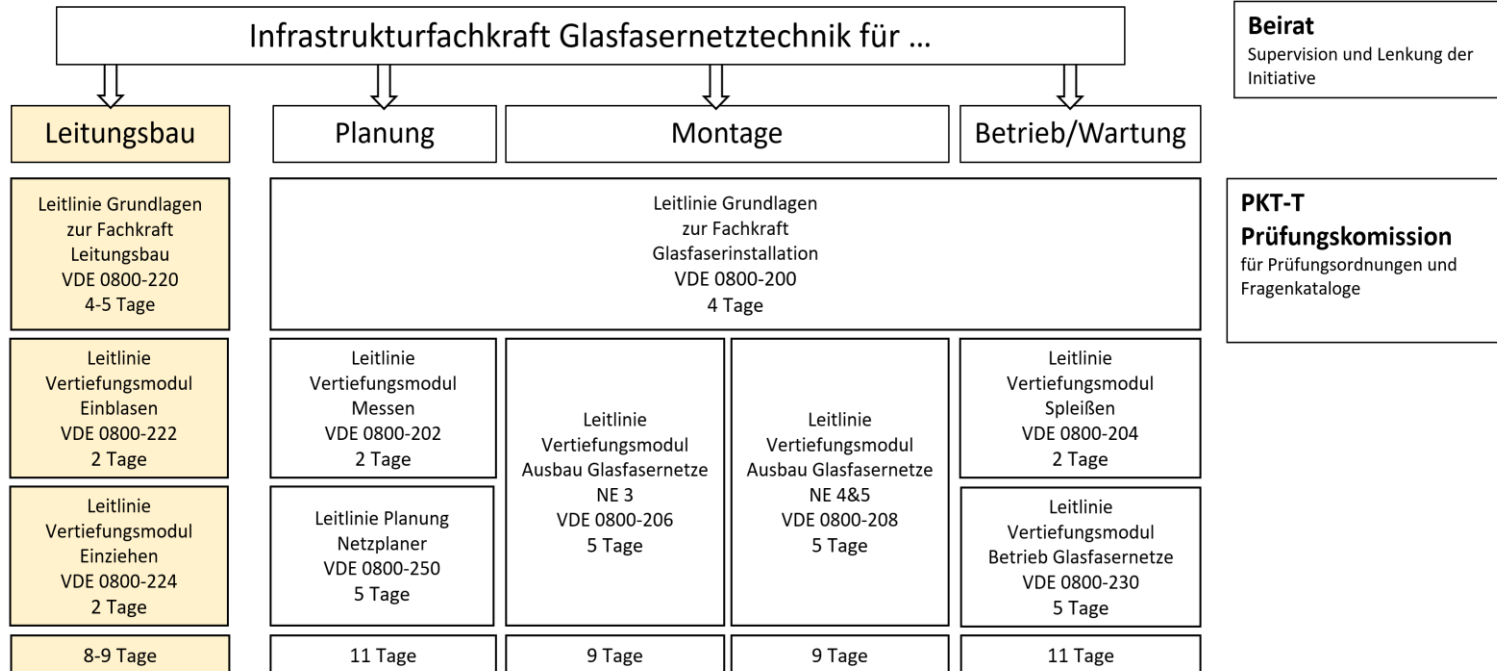 Infrastrukturfachkraft Glasfasernetztechnik für ...
Beirat
Supervision und Lenkung der
Initiative
Leitungsbau
Planung
Montage
Betrieb/Wartung
Leitlinie Grundlagen
zur Fachkraft
Leitungsbau
VDE 0800-220
4-5 Tage
Leitlinie Grundlagen
zur Fachkraft
Glasfaserinstallation
VDE 0800-200
4 Tage
PKT-T
Prüfungskomission
für Prüfungsordnungen und
Fragenkataloge
Leitlinie
Vertiefungsmodul
Einblasen
VDE 0800-222
2 Tage
Leitlinie
Vertiefungsmodul
Messen
VDE 0800-202
2 Tage
Leitlinie
Vertiefungsmodul
Ausbau Glasfasernetze
NE 3
VDE 0800-206
5 Tage
Leitlinie
Vertiefungsmodul
Ausbau Glasfasernetze
NE 4&5
VDE 0800-208
5 Tage
Leitlinie
Vertiefungsmodul
Spleißen
VDE 0800-204
2 Tage
Leitlinie
Vertiefungsmodul
Einziehen
VDE 0800-224
2 Tage
Leitlinie Planung
Netzplaner
VDE 0800-250
5 Tage
Leitlinie
Vertiefungsmodul
Betrieb Glasfasernetze
VDE 0800-230
5 Tage
8-9 Tage
11 Tage
9 Tage
9 Tage
11 Tage